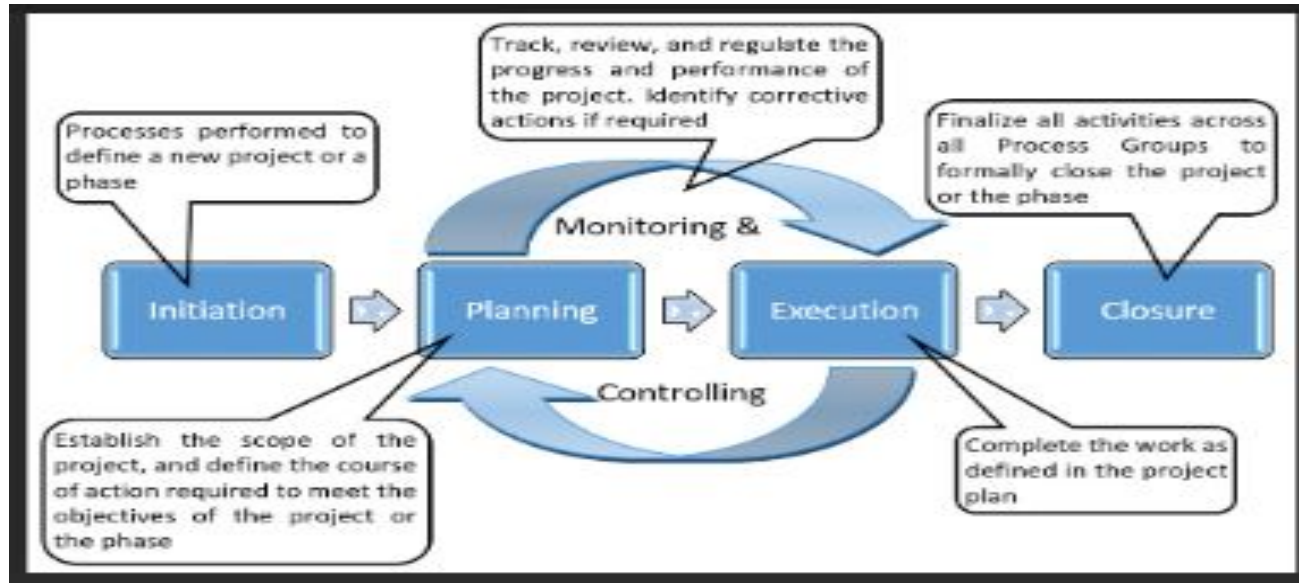 Track, review, and regulate the
progress and performance of
the project. Identify corrective
actions if required
Processes performed to
define a new project or a
phase
Finalize all activities across
all Process Groups to
formally close the project
or the phase
Monitoring &
Initiation
Planning
Execution
Closure
Controlling
Establish the scope of the
project, and define the course
of action required to meet the
objectives of the project or
the phase
Complete the work as
defined in the project
plan